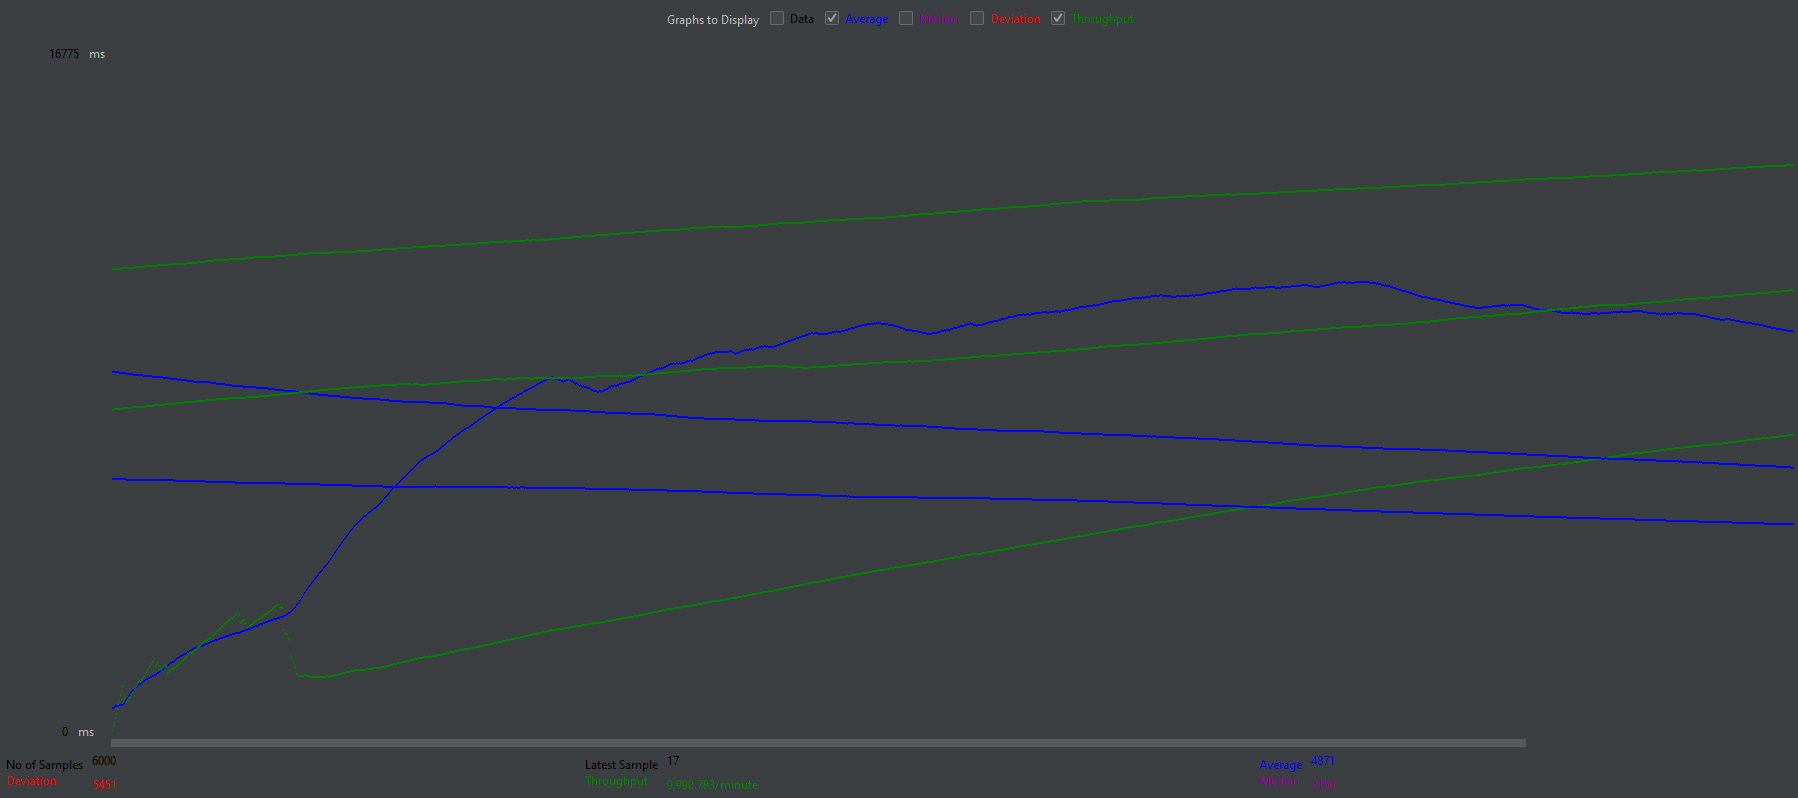 Graphs to Display Data Average Median Deviation Throughput
16775 ms
0 ms
No of Samples 6000 Latest Sample 17 Average 4871
Deviation 5451 Throughput 9,992.783/minute Median